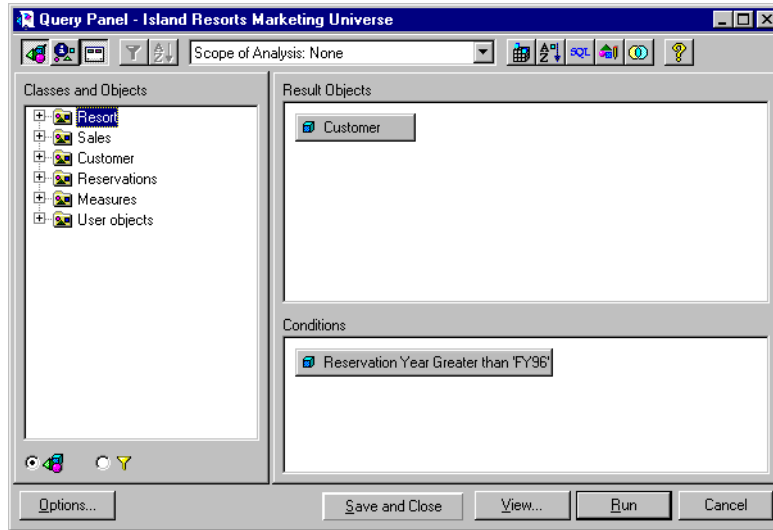 Query Panel - Island Resorts Marketing Universe
Scope of Analysis: None
SQL
Classes and Objects
Resort
Sales
Customer
Reservations
Measures
User objects
Result Objects
Customer
Conditions
Reservation Year Greater than 'FY96'
Options...
Save and Close
View...
Run
Cancel